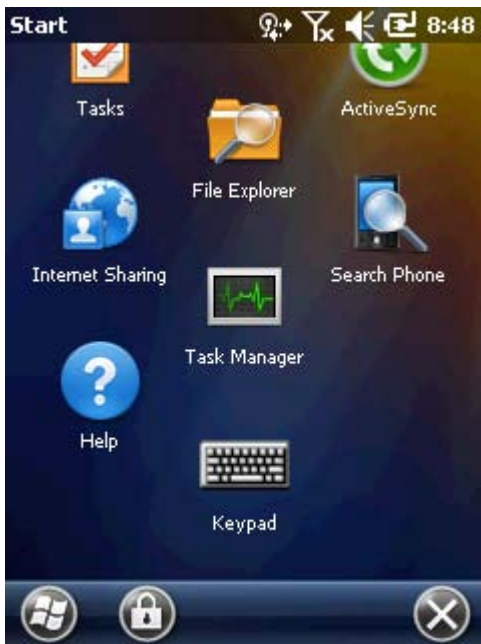 Start 8:48
Tasks
ActiveSync
File Explorer
Internet Sharing
Search Phone
Task Manager
Help
Keypad